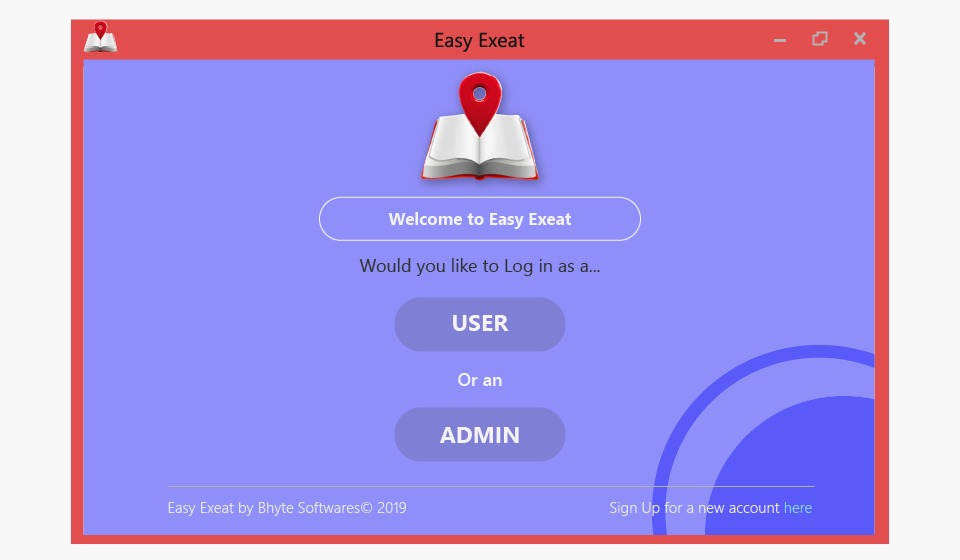 Easy Exeat
Welcome to Easy Exeat
Would you like to Log in as a...
USER
Or an
ADMIN
Easy Exeat by Bhyte Softwares© 2019
Sign Up for a new account here